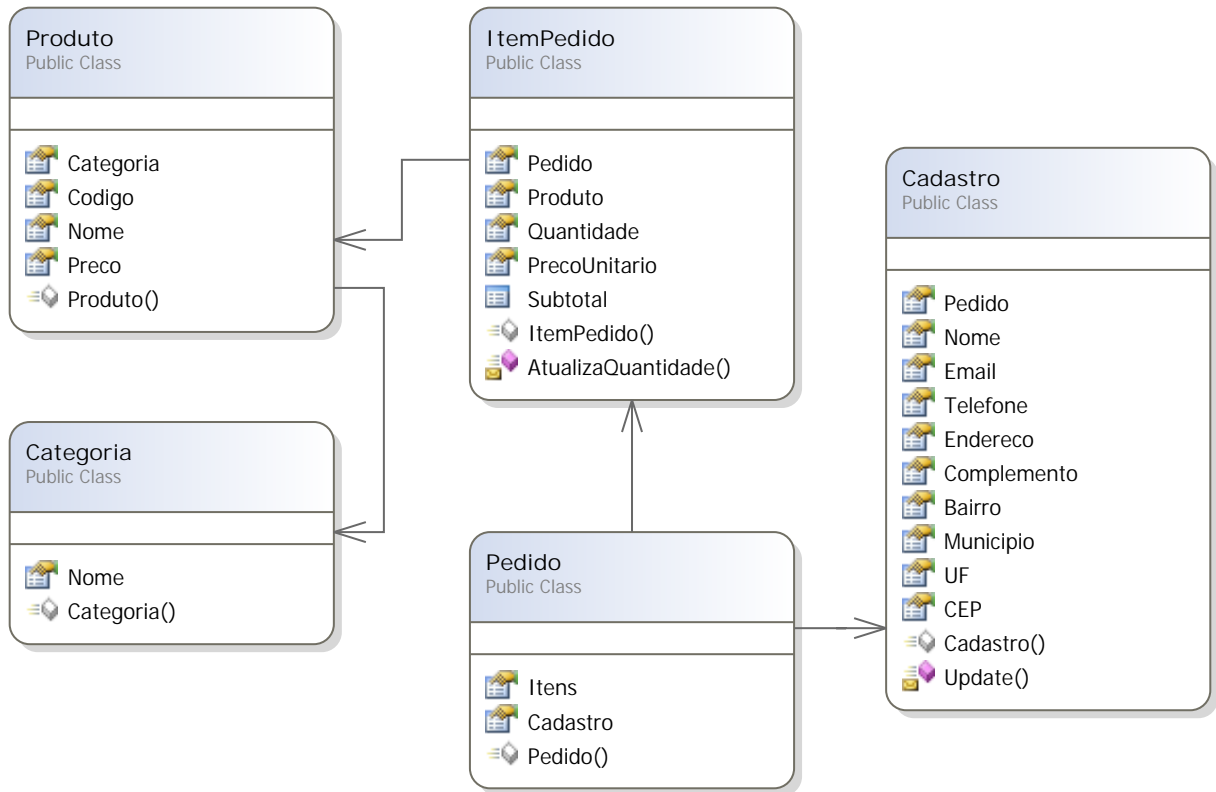 Produto
Public Class
Categoria
Codigo
Nome
Preco
Produto()
ItemPedido
Public Class
Pedido
Produto
Quantidade
PrecoUnitario
Subtotal
ItemPedido()
AtualizaQuantidade()
Cadastro
Public Class
Pedido
Nome
Email
Telefone
Endereco
Complemento
Bairro
Municipio
UF
CEP
Cadastro()
Update()
Categoria
Public Class
Nome
Categoria()
Pedido
Public Class
Itens
Cadastro
Pedido()